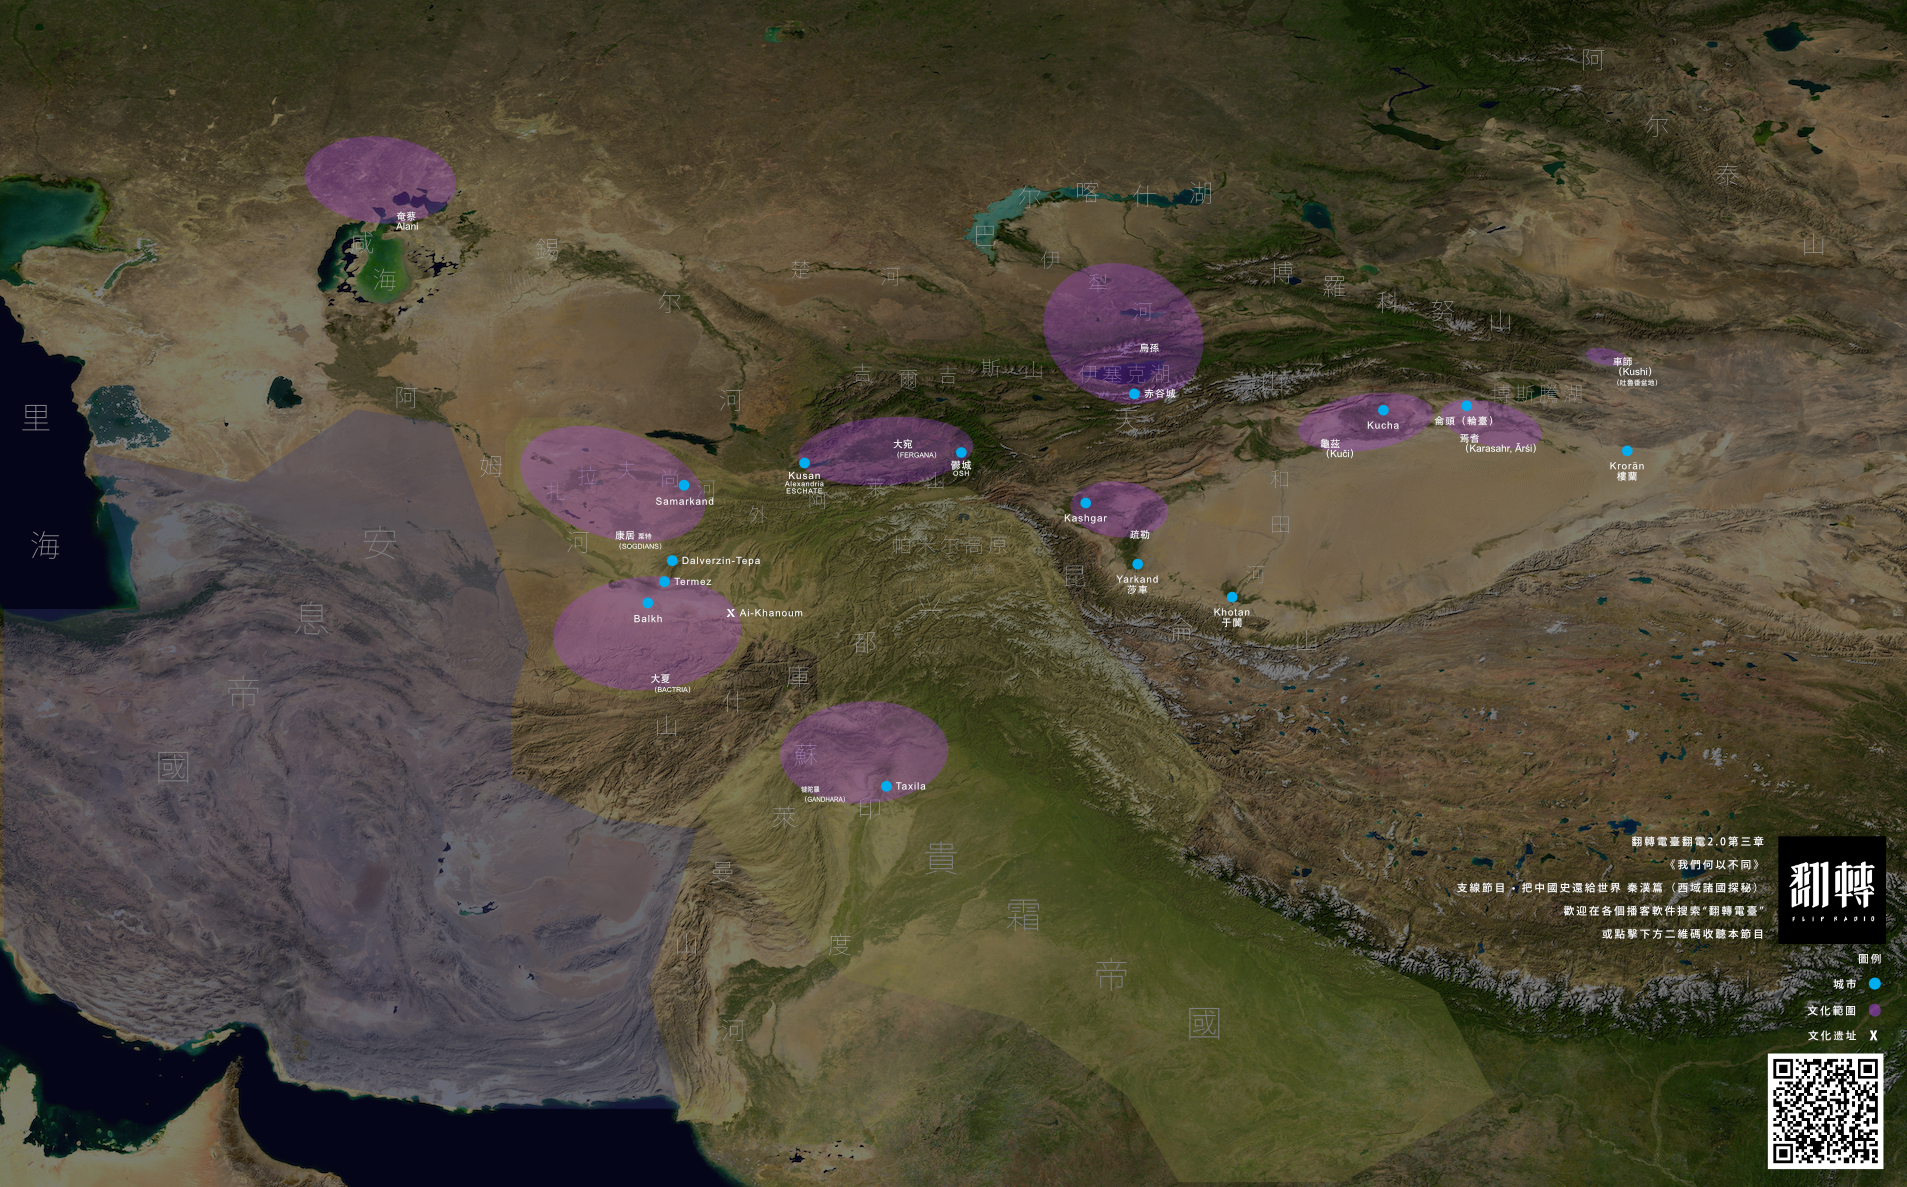 阿
尔
泰
山
奄蔡
Alani
咸
海
錫
尔
河
楚
河
巴
尔
喀
什
湖
伊
犁
河
烏孫
伊塞克湖
赤谷城
博
羅
科
努
山
吉
爾
吉
斯
山
天
山
車師
(Kushi)
(吐魯番盆地)
博斯騰湖
Kucha
龜茲
(Kuči)
侖頭（輪臺）
焉耆
(Karasahr, Ārśi)
Krorän
樓蘭
里
海
阿
姆
河
扎
拉
夫
尚
河
Samarkand
康居 粟特
(SOGDIANS)
Kusan
Alexandria
ESCHATE
大宛
(FERGANA)
鬱城
OSH
外
阿
萊
山
帕米尔高原
Kashgar
疏勒
Yarkand
莎車
Khotan
于闐
和
田
河
昆
侖
山
Dalverzin-Tepa
Termez
Balkh
X Ai-Khanoum
大夏
(BACTRIA)
安
息
帝
國
興
都
庫
什
山
蘇
萊
曼
山
犍陀羅
(GANDHARA)
Taxila
印
度
河
貴
霜
帝
國
翻轉電臺翻電2.0第三章
《我們何以不同》
支線節目·把中國史還給世界 秦漢篇（西域諸國探秘）
歡迎在各個播客軟件搜索“翻轉電臺”
或點擊下方二維碼收聽本節目
翻轉
FLIP RADIO
圖例
城市
文化範圍
文化遗址 X